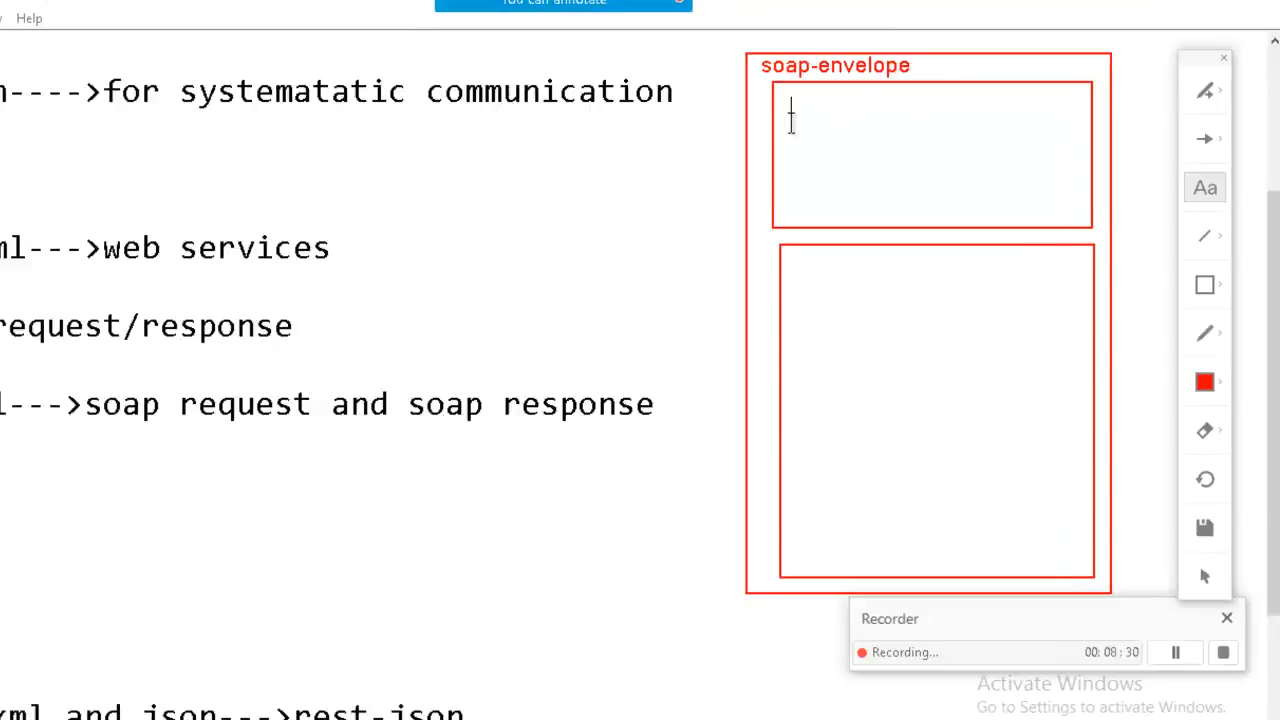 You can annotate
Help
---->for systematatic communication
--->web services
request/response
--->soap request and soap response
xml and json--->rest-json
soap-envelope
Aa
Recorder
Recording...
00:08:30
Activate Windows
Go to Settings to activate Windows.